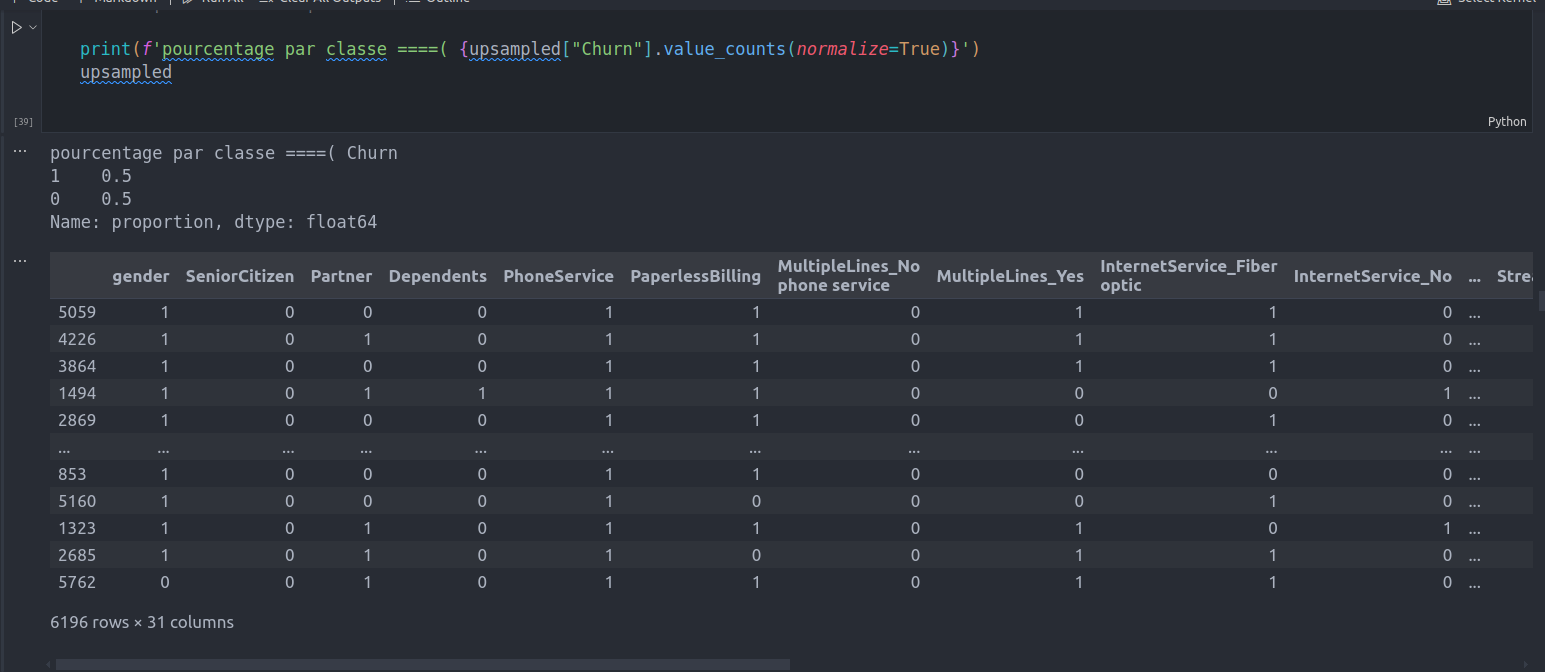 print(f'pourcentage par classe ====( {upsampled["Churn"].value_counts(normalize=True)}')
upsampled
[39]
Python
pourcentage par classe ====( Churn
1    0.5
0    0.5
Name: proportion, dtype: float64
gender SeniorCitizen Partner Dependents PhoneService PaperlessBilling MultipleLines_No phone service MultipleLines_Yes InternetService_Fiber optic InternetService_No ...
5059 1 0 0 0 1 1 0 1 1 0 ...
4226 1 0 1 0 1 1 0 1 1 0 ...
3864 1 0 0 0 1 1 0 1 1 0 ...
1494 1 0 1 1 1 1 0 0 0 1 ...
2869 1 0 0 0 1 1 0 0 1 0 ...
... ... ... ... ... ... ... ... ... ... ... ...
853 1 0 0 0 1 1 0 0 0 0 ...
5160 1 0 0 0 1 0 0 0 1 0 ...
1323 1 0 1 0 1 1 0 1 0 1 ...
2685 1 0 1 0 1 0 0 1 1 0 ...
5762 0 0 1 0 1 1 0 1 1 0 ...
6196 rows × 31 columns